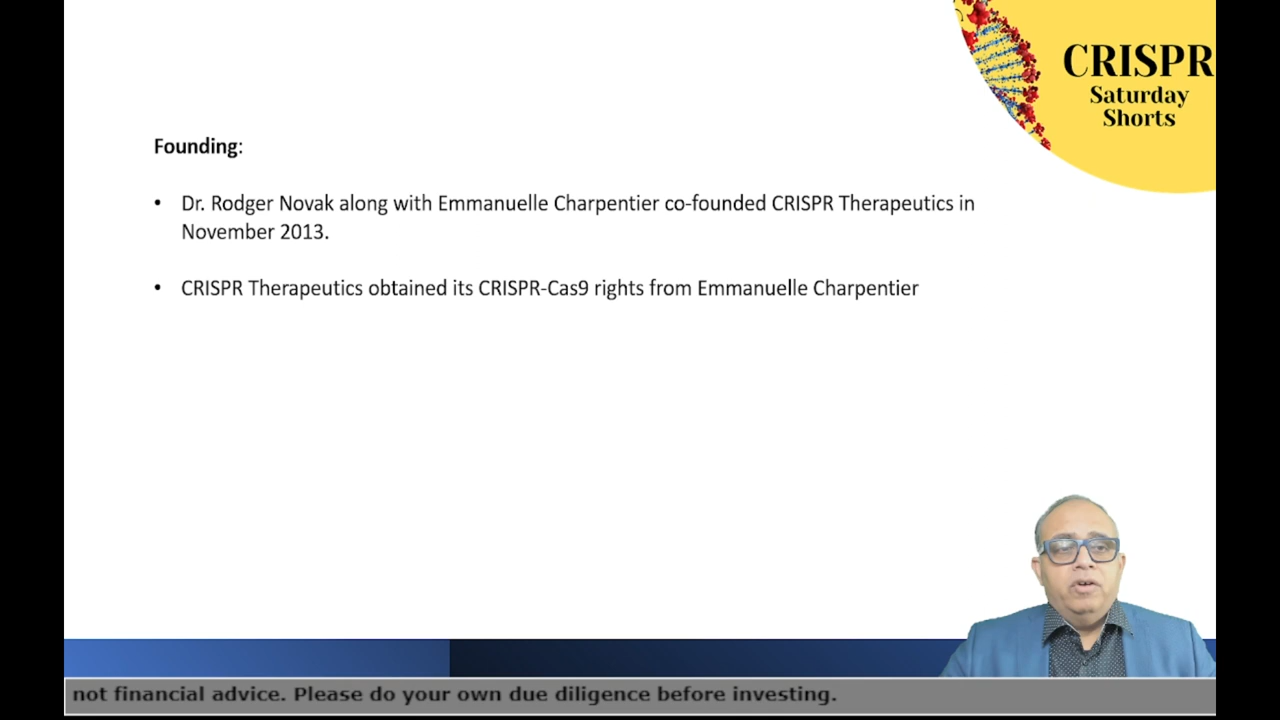 CRISPR
Saturday
Shorts
Founding:
• Dr. Rodger Novak along with Emmanuelle Charpentier co-founded CRISPR Therapeutics in
November 2013.
• CRISPR Therapeutics obtained its CRISPR-Cas9 rights from Emmanuelle Charpentier
not financial advice. Please do your own due diligence before investing.